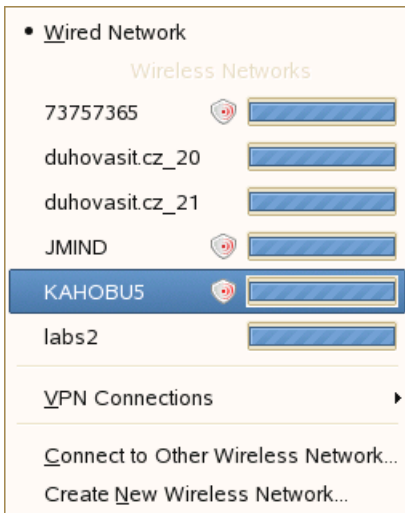 Wired Network
Wireless Networks
73757365
duhovasit.cz_20
duhovasit.cz_21
JMIND
KAHOBU5
labs2
VPN Connections
Connect to Other Wireless Network...
Create New Wireless Network...